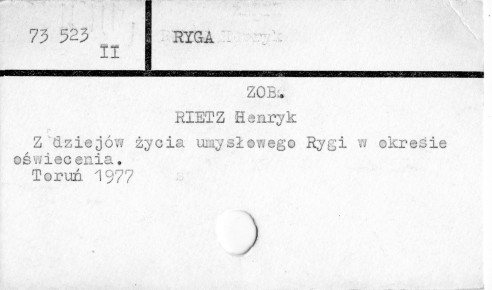 73 523
II
RYGA
ZOB.
RIETZ Henryk
Z dziejów życia umysłowego Rygi w okresie
oświecenia.
Toruń 1977